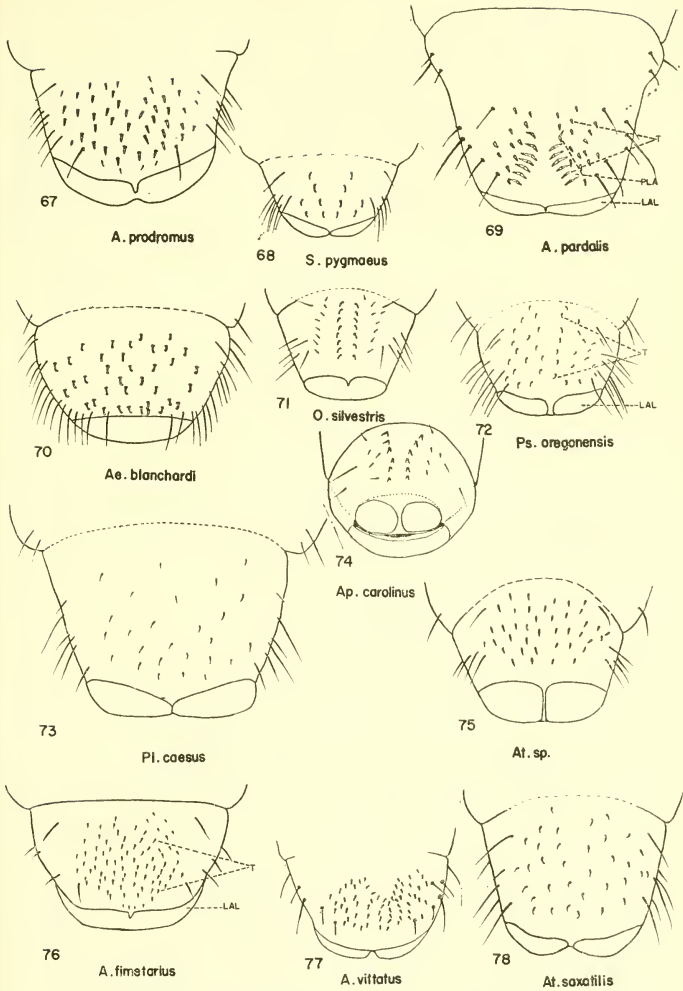 67
A. prodromus
68
S. pygmaeus
T
PLA
LAL
69
A. pardalis
70
Ae. blanchardi
71
O. silvestris
T
LAL
72
Ps. oregonensis
74
Ap. carolinus
73
Pl. caesus
75
At. sp.
T
LAL
76
A. fimetarius
77
A. vittatus
78
At. saxatilis